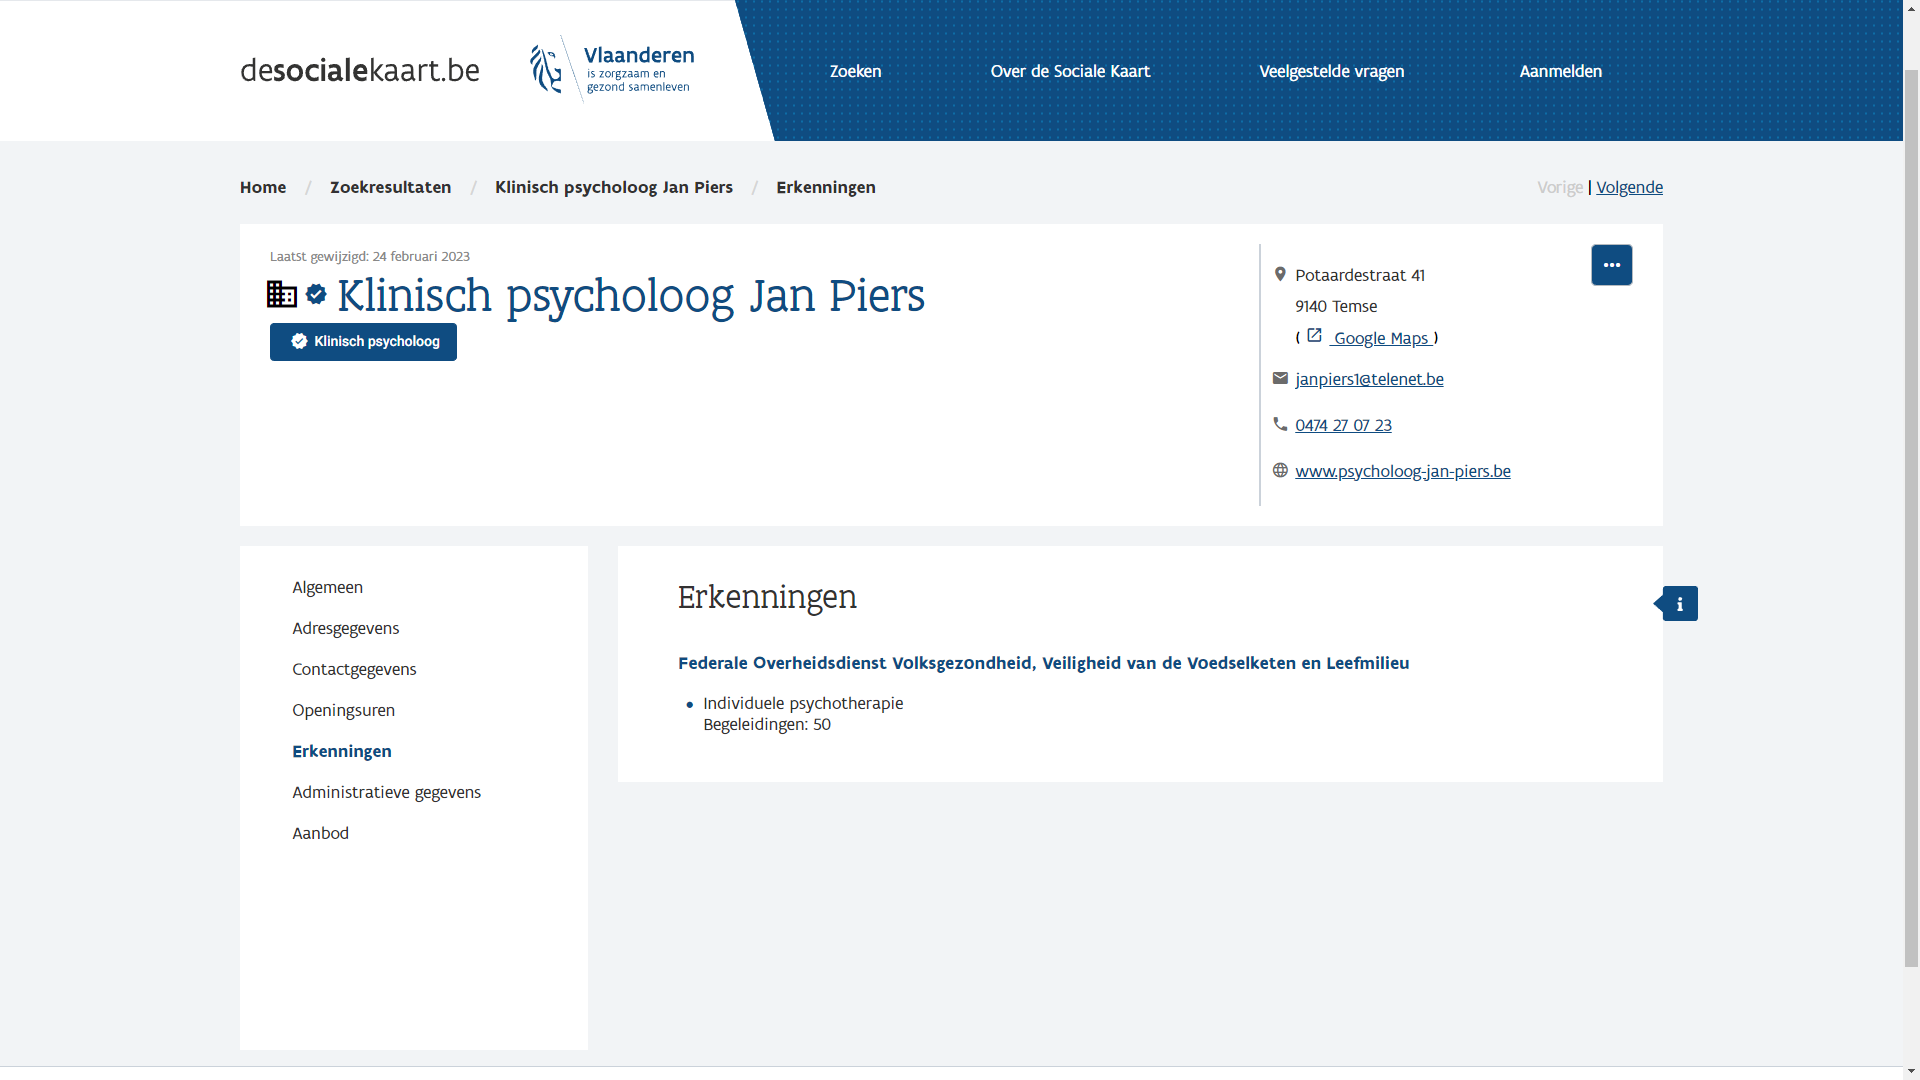 desocialekaart.be
Vlaanderen
is zorgzaam en
gezond samenleven
Zoeken
Over de Sociale Kaart
Veelgestelde vragen
Aanmelden
Home / Zoekresultaten / Klinisch psycholoog Jan Piers / Erkenningen
Vorige | Volgende
Laatst gewijzigd: 24 februari 2023
Klinisch psycholoog Jan Piers
Klinisch psycholoog
Potaardestraat 41
9140 Temse
( Google Maps )
janpiers1@telenet.be
0474 27 07 23
www.psycholoog-jan-piers.be
Algemeen
Adresgegevens
Contactgegevens
Openingsuren
Erkenningen
Administratieve gegevens
Aanbod
Erkenningen
Federale Overheidsdienst Volksgezondheid, Veiligheid van de Voedselketen en Leefmilieu
Individuele psychotherapie
Begeleidingen: 50